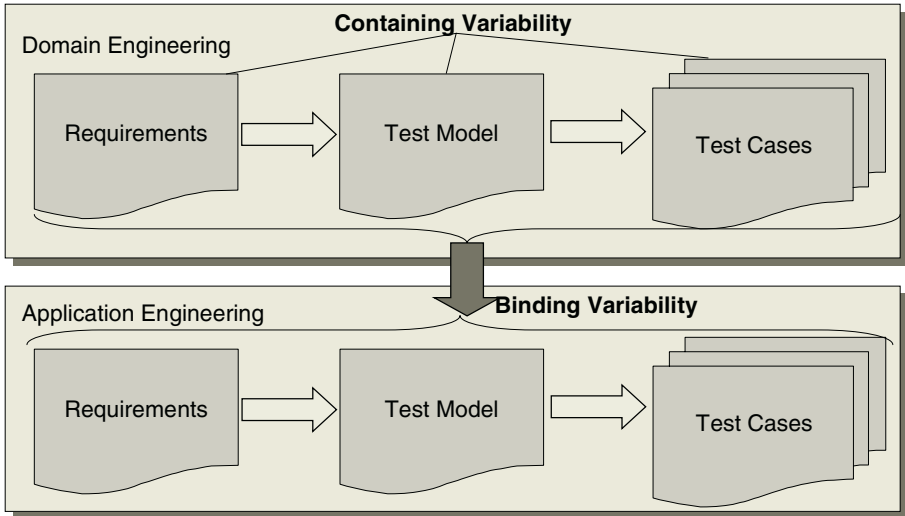 Containing Variability
Domain Engineering
Requirements
Test Model
Test Cases
Binding Variability
Application Engineering
Requirements
Test Model
Test Cases